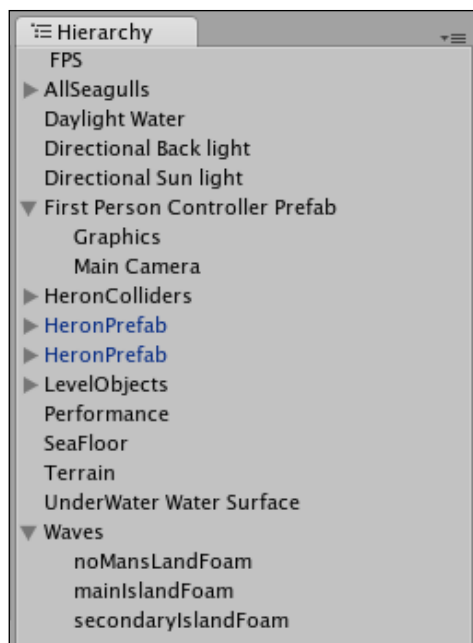 Hierarchy
FPS
AllSeagulls
Daylight Water
Directional Back light
Directional Sun light
First Person Controller Prefab
Graphics
Main Camera
HeronColliders
HeronPrefab
HeronPrefab
LevelObjects
Performance
SeaFloor
Terrain
UnderWater Water Surface
Waves
noMansLandFoam
mainIslandFoam
secondaryIslandFoam